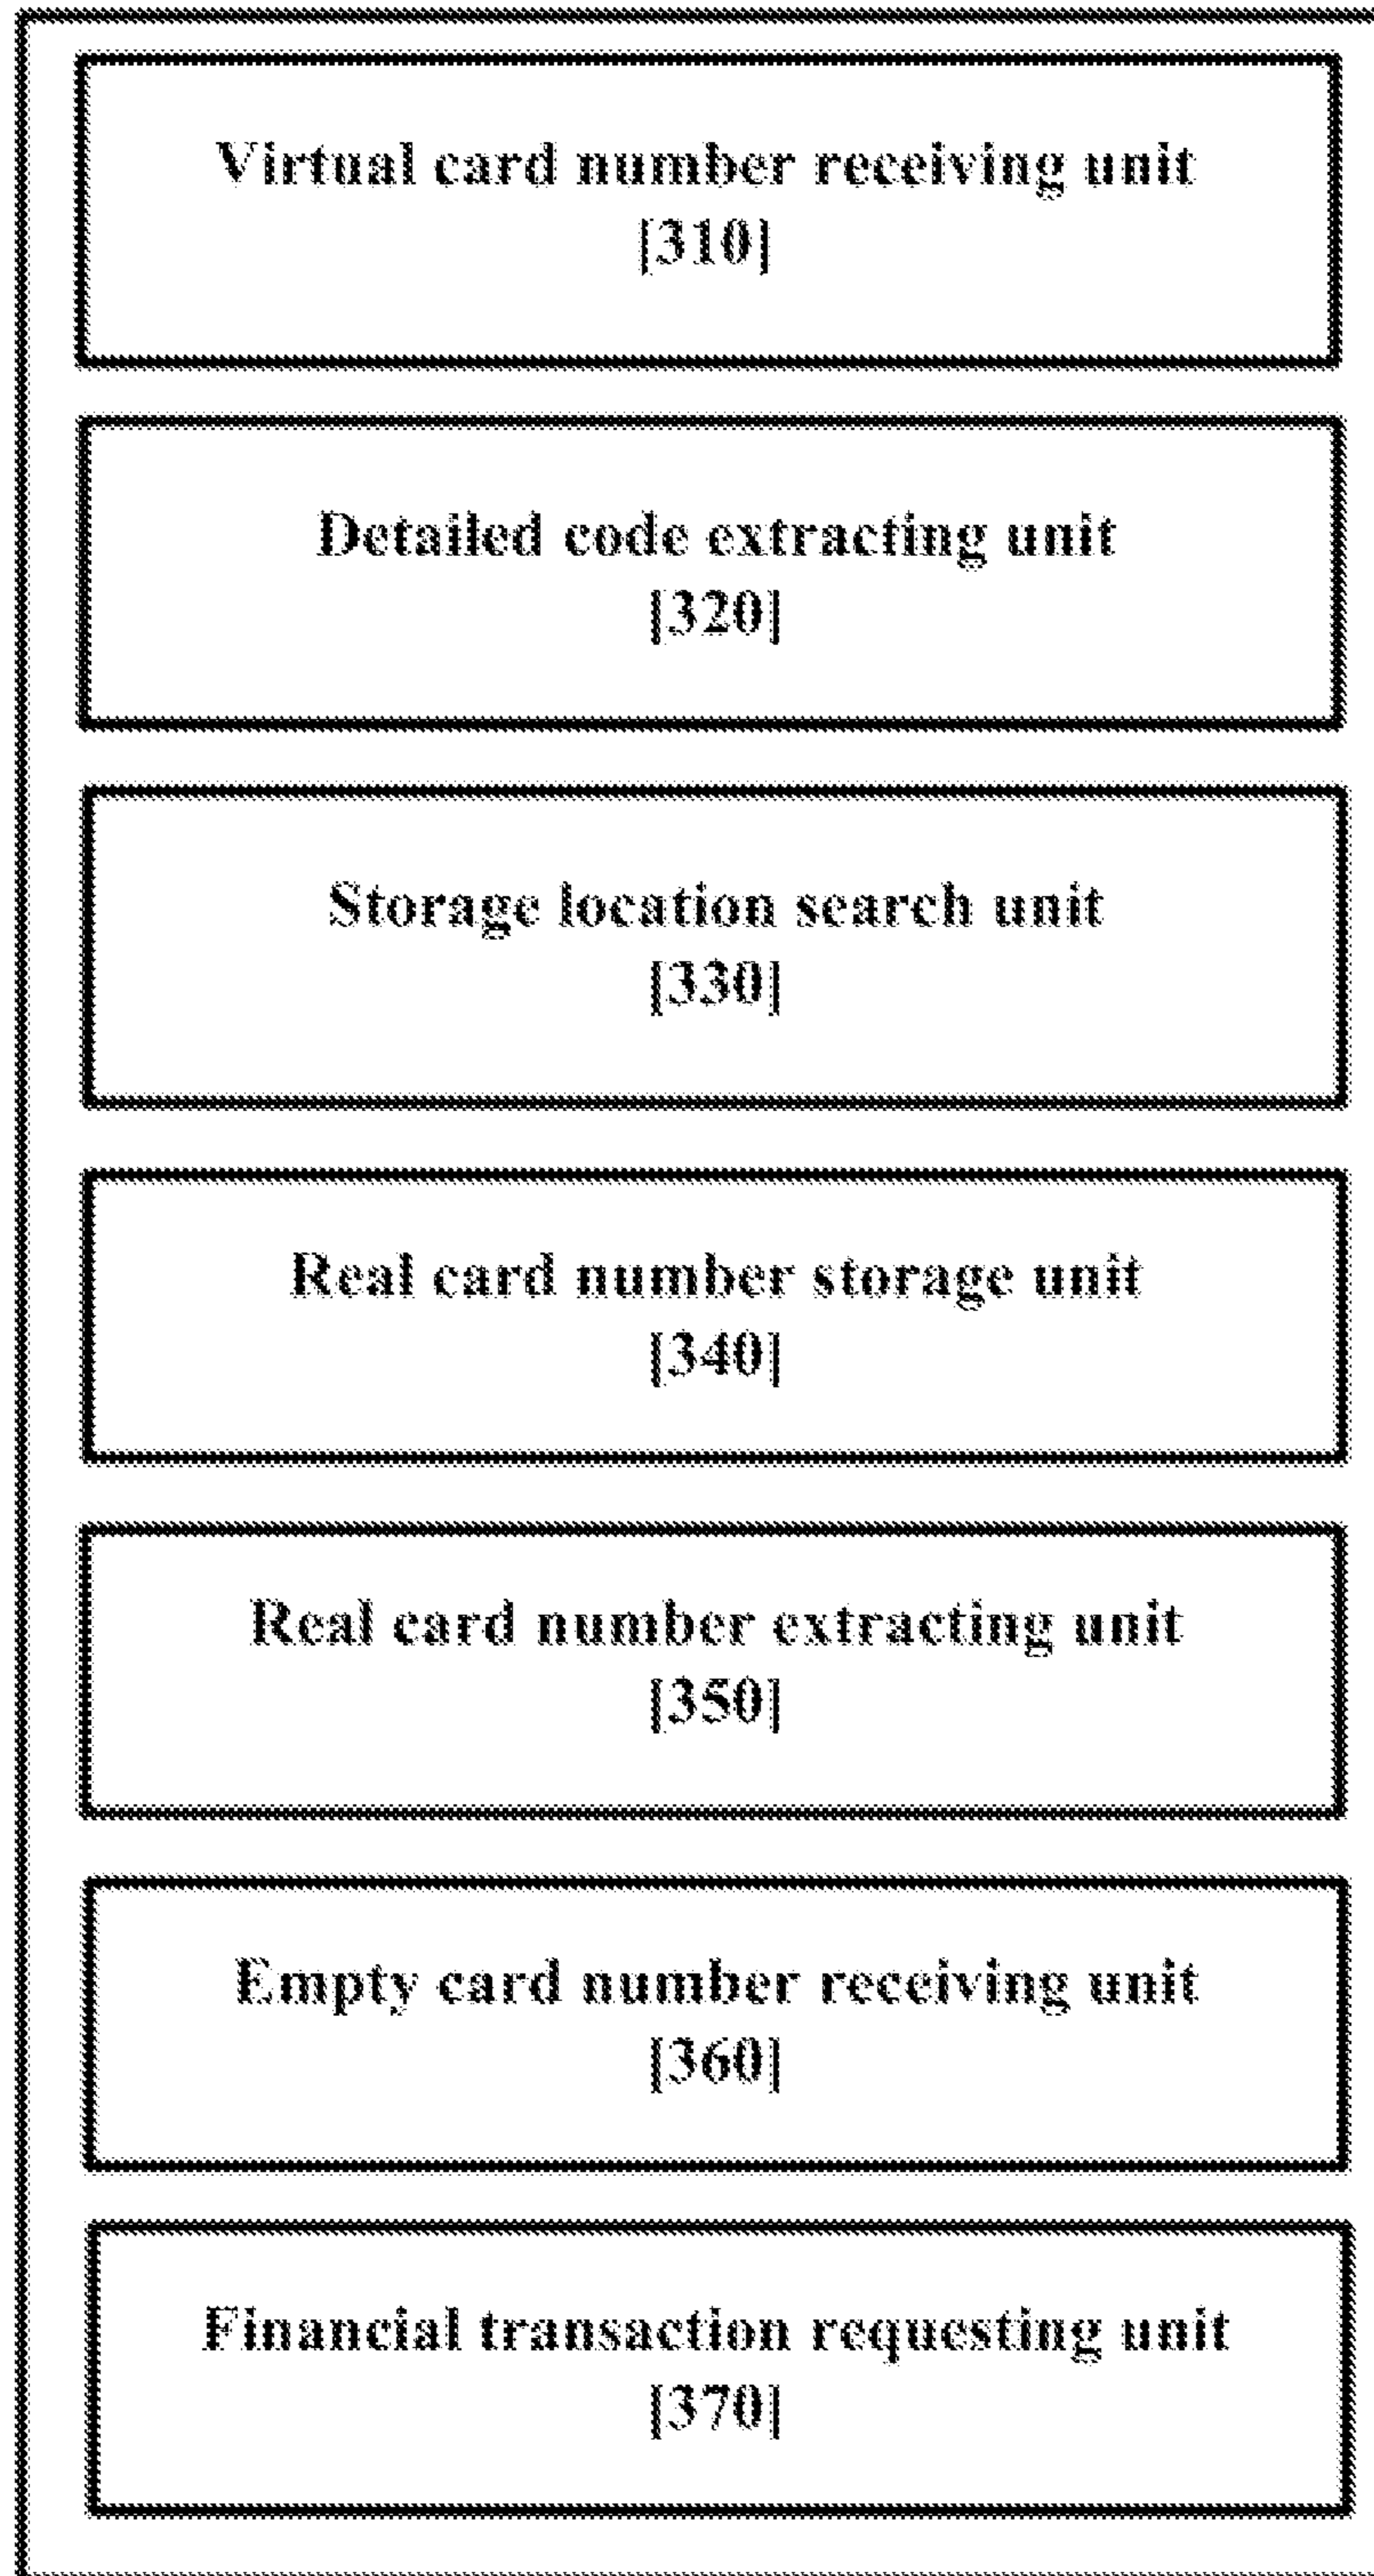 Virtual card number receiving unit
[310]
Detailed code extracting unit
[320]
Storage location search unit
[330]
Real card number storage unit
[340]
Real card number extracting unit
[350]
Empty card number receiving unit
[360]
Financial transaction requesting unit
[370]